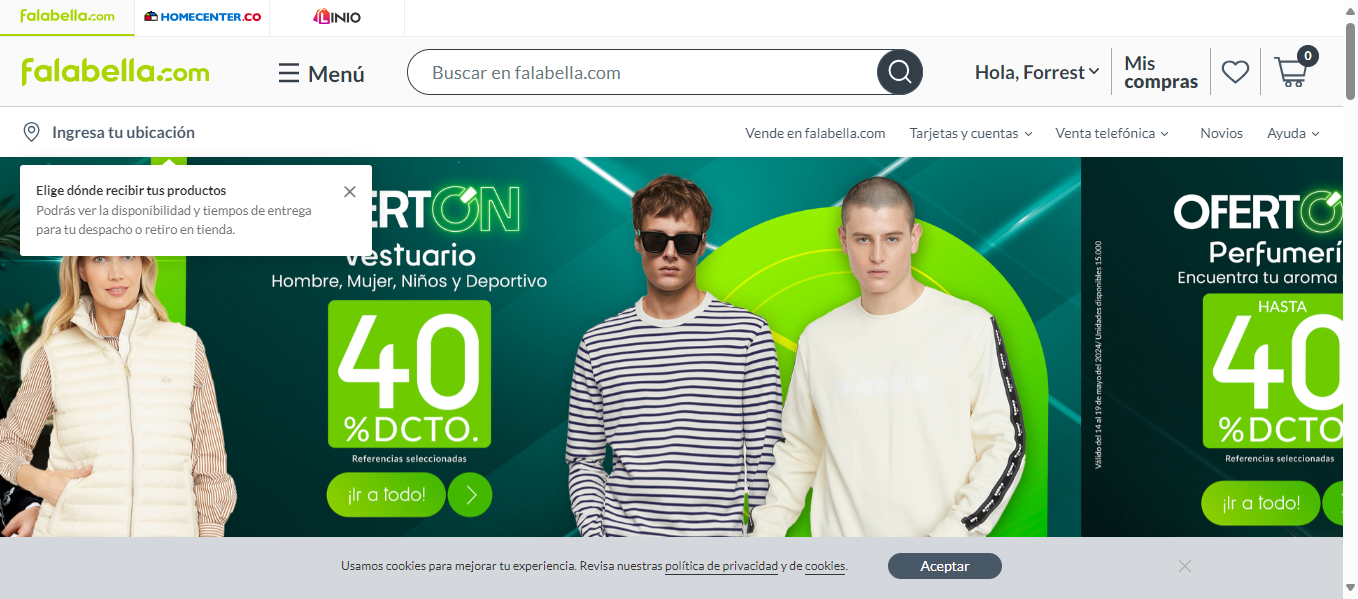 falabella.com
HOMECENTER.CO
LINIO
falabella.com
Menú
Buscar en falabella.com
Hola, Forrest
Mis compras
0
Ingresa tu ubicación
Vende en falabella.com
Tarjetas y cuentas
Venta telefónica
Novios
Ayuda
Elige dónde recibir tus productos
Podrás ver la disponibilidad y tiempos de entrega
para tu despacho o retiro en tienda.
ERTÓN
Vestuario
Hombre, Mujer, Niños y Deportivo
40
%DCTO.
Referencias seleccionadas
¡Ir a todo!
Válido del 14 al 19 de mayo del 2024/ Unidades disponibles 15.000
OFERTÓ
Perfumerí
Encuentra tu aroma
HASTA
40
%DCTO
Referencias seleccionadas
¡Ir a todo!
Usamos cookies para mejorar tu experiencia. Revisa nuestras política de privacidad y de cookies.
Aceptar